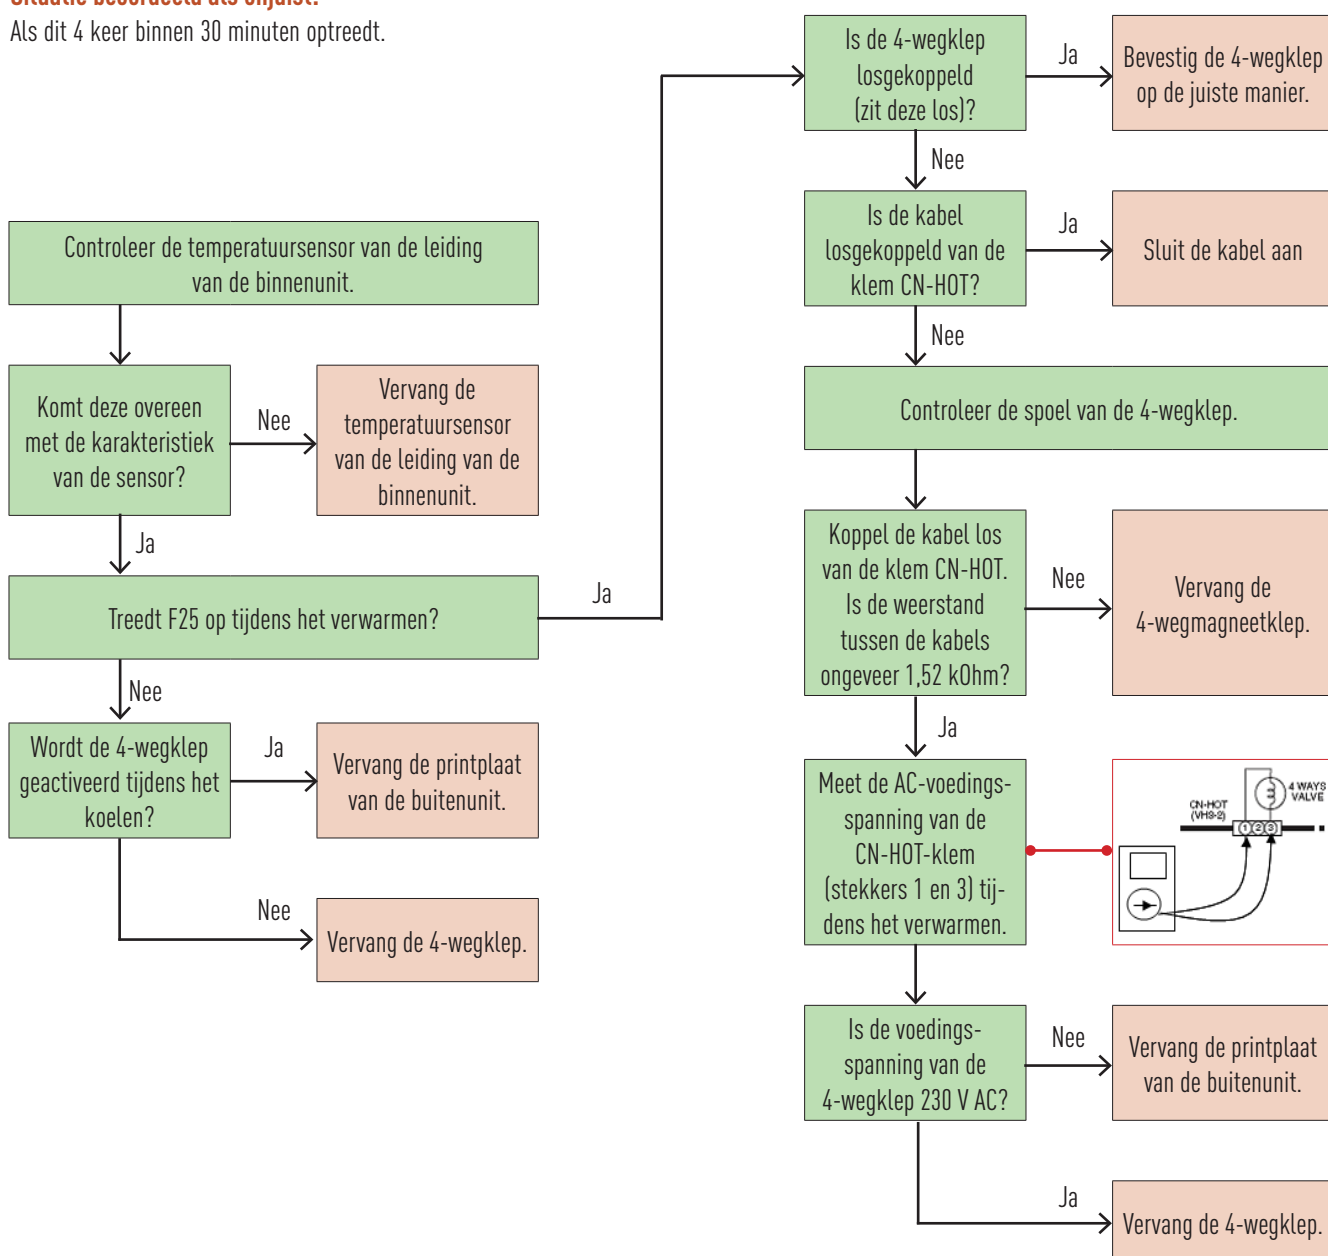 Situatie beoordeeld als onjuist:
Als dit 4 keer binnen 30 minuten optreedt.
Controleer de temperatuursensor van de leiding
van de binnenunit.
Komt deze overeen
met de karakteristiek
van de sensor?
Nee
Vervang de
temperatuursensor
van de leiding van de
binnenunit.
Ja
Treedt F25 op tijdens het verwarmen?
Ja
Nee
Wordt de 4-wegklep
geactiveerd tijdens het
koelen?
Ja
Vervang de printplaat
van de buitenunit.
Nee
Vervang de 4-wegklep.
Is de 4-wegklep
losgekoppeld
(zit deze los)?
Ja
Bevestig de 4-wegklep
op de juiste manier.
Nee
Is de kabel
losgekoppeld van de
klem CN-HOT?
Ja
Sluit de kabel aan
Nee
Controleer de spoel van de 4-wegklep.
Koppel de kabel los
van de klem CN-HOT.
Is de weerstand
tussen de kabels
ongeveer 1,52 kOhm?
Nee
Vervang de
4-wegmagneetklep.
Ja
Meet de AC-voedings-
spanning van de
CN-HOT-klem
(stekkers 1 en 3) tij-
dens het verwarmen.
4 WAYS
VALVE
CN-HOT
(VHS-2)
1 2 3
Is de voedings-
spanning van de
4-wegklep 230 V AC?
Nee
Vervang de printplaat
van de buitenunit.
Ja
Vervang de 4-wegklep.